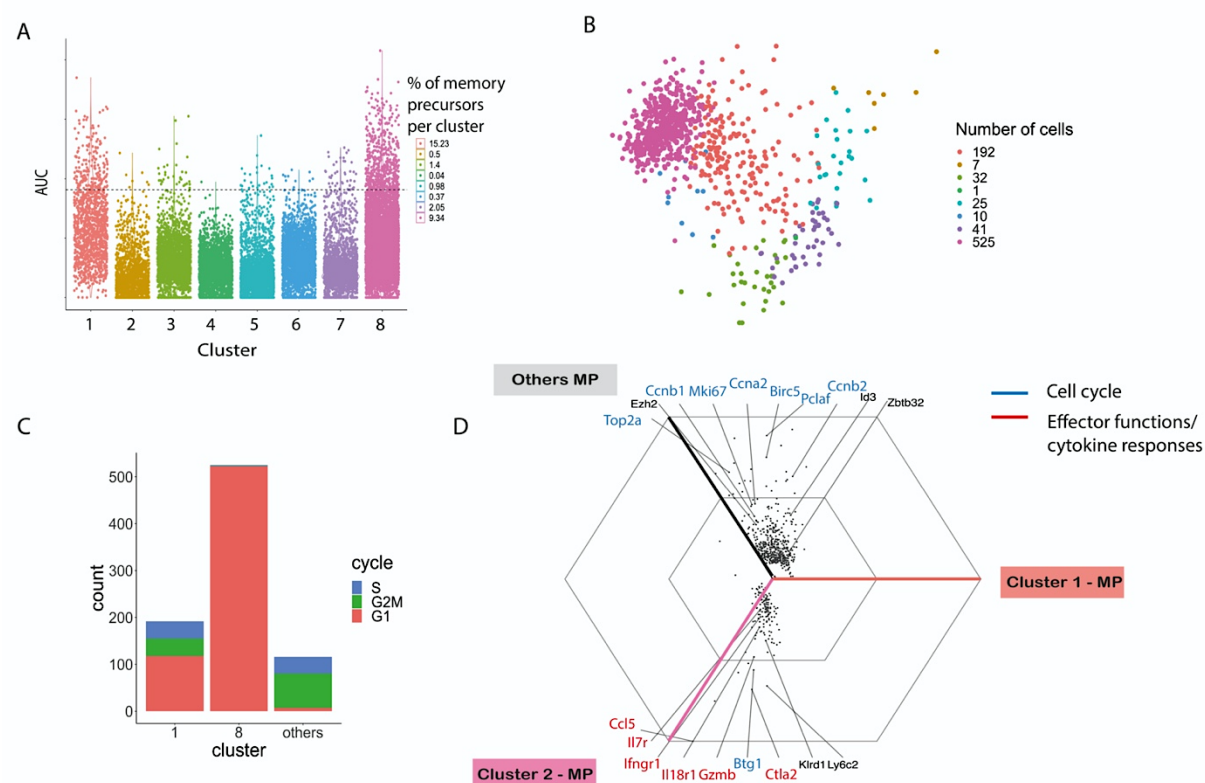 A
AUC
% of memory
precursors
per cluster
15.23
0.5
1.4
0.04
0.98
0.37
2.05
9.34
1 2 3 4 5 6 7 8
Cluster
B
Number of cells
192
7
32
1
25
10
41
525
C
count
500
400
300
200
100
0
1 8 others
cluster
cycle
S
G2M
G1
D
Others MP
Ccnb1 Mki67 Ccna2 Birc5 Pclaf Ccnb2 Id3 Zbtb32
Ezh2
Top2a
Cell cycle
Effector functions/
cytokine responses
Cluster 1 - MP
Ccl5
Il7r
Ifngr1 Il18r1 Gzmb Btg1 Ctla2 Klrd1 Ly6c2
Cluster 2 - MP